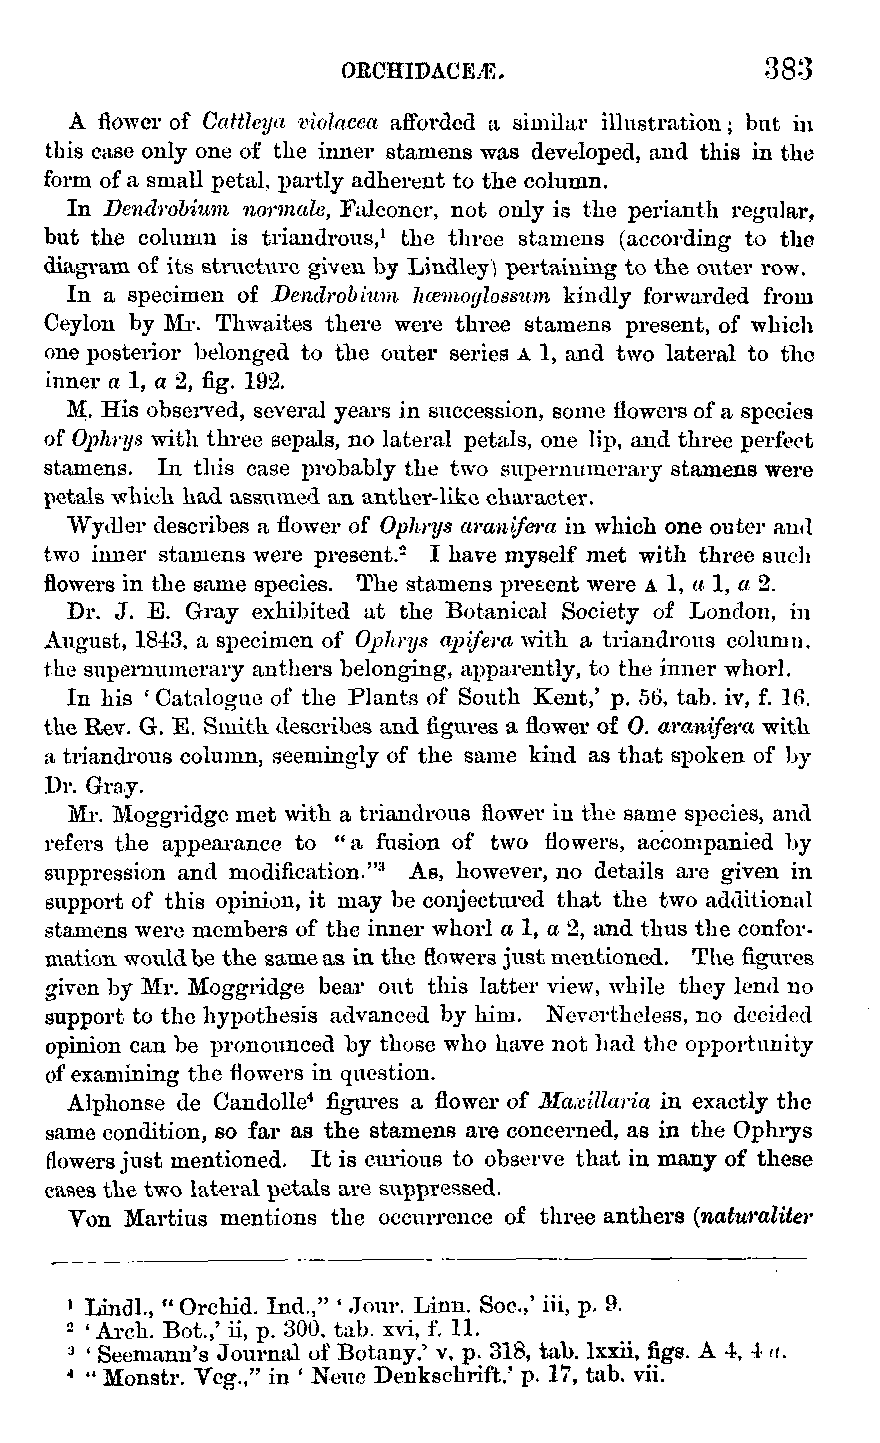 ORCHIDACEÆ. 383
A flower of Cattleya violacea afforded a similar illustration; but in
this case only one of the inner stamens was developed, and this in the
form of a small petal, partly adherent to the column.
In Dendrobium normale, Falconer, not only is the perianth regular,
but the column is triandrous,¹ the three stamens (according to the
diagram of its structure given by Lindley) pertaining to the outer row.
In a specimen of Dendrobium hæmoglossum kindly forwarded from
Ceylon by Mr. Thwaites there were three stamens present, of which
one posterior belonged to the outer series A 1, and two lateral to the
inner a 1, a 2, fig. 192.
M. His observed, several years in succession, some flowers of a species
of Ophrys with three sepals, no lateral petals, one lip, and three perfect
stamens. In this case probably the two supernumerary stamens were
petals which had assumed an anther-like character.
Wydler describes a flower of Ophrys aranifera in which one outer and
two inner stamens were present.² I have myself met with three such
flowers in the same species. The stamens present were A 1, a 1, a 2.
Dr. J. E. Gray exhibited at the Botanical Society of London, in
August, 1843, a specimen of Ophrys apifera with a triandrous column,
the supernumerary anthers belonging, apparently, to the inner whorl.
In his ‘Catalogue of the Plants of South Kent,’ p. 56, tab. iv, f. 16,
the Rev. G. E. Smith describes and figures a flower of O. aranifera with
a triandrous column, seemingly of the same kind as that spoken of by
Dr. Gray.
Mr. Moggridge met with a triandrous flower in the same species, and
refers the appearance to “a fusion of two flowers, accompanied by
suppression and modification.”³ As, however, no details are given in
support of this opinion, it may be conjectured that the two additional
stamens were members of the inner whorl a 1, a 2, and thus the confor-
mation would be the same as in the flowers just mentioned. The figures
given by Mr. Moggridge bear out this latter view, while they lend no
support to the hypothesis advanced by him. Nevertheless, no decided
opinion can be pronounced by those who have not had the opportunity
of examining the flowers in question.
Alphonse de Candolle⁴ figures a flower of Maxillaria in exactly the
same condition, so far as the stamens are concerned, as in the Ophrys
flowers just mentioned. It is curious to observe that in many of these
cases the two lateral petals are suppressed.
Von Martius mentions the occurrence of three anthers (naturaliter
¹ Lindl., “Orchid. Ind.,” ‘Jour. Linn. Soc.,’ iii, p. 9.
² ‘Arch. Bot.,’ ii, p. 300, tab. xvi, f. 11.
³ ‘Seemann's Journal of Botany,’ v, p. 318, tab. lxxii, figs. A 4, 4 a.
⁴ “Monstr. Veg.,” in ‘Neue Denkschrift,’ p. 17, tab. vii.